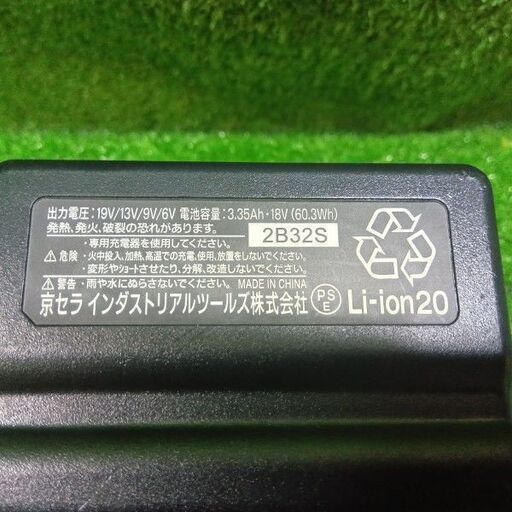 出力電圧:19V/13V/9V/6V 電池容量:3.35Ah・18V(60.3Wh)
発熱,発火,破裂の恐れがあります。
2B32S
・専用充電器を使用してください。
⚠危険・火中投入,加熱,高温での充電,使用,放置をしないでください。
・変形やショートさせたり,分解,改造しないでください。
⚠警告・雨や水にぬらさないでください。 MADE IN CHINA
京セラ インダストリアルツールズ株式会社 PSE Li-ion20